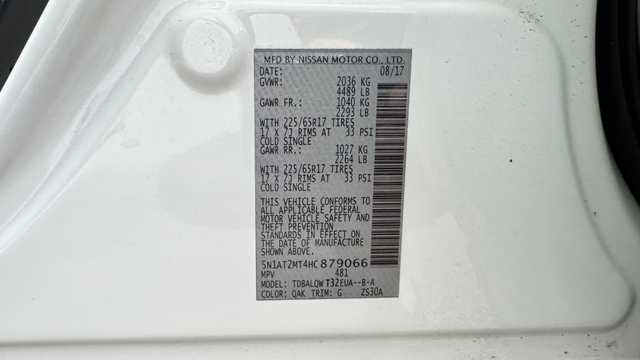 MFD BY NISSAN MOTOR CO., LTD.
DATE: 08/17
GVWR: 2036 KG
4489 LB
GAWR FR.: 1040 KG
2293 LB
WITH 225/65R17 TIRES
17 X 7J RIMS AT 33 PSI
COLD SINGLE
GAWR RR.: 1027 KG
2264 LB
WITH 225/65R17 TIRES
17 X 7J RIMS AT 33 PSI
COLD SINGLE
THIS VEHICLE CONFORMS TO
ALL APPLICABLE FEDERAL
MOTOR VEHICLE SAFETY AND
THEFT PREVENTION
STANDARDS IN EFFECT ON
THE DATE OF MANUFACTURE
SHOWN ABOVE.
5N1AT2MT4HC879066
MPV 481
MODEL: TDBALQWT32EUA--B-A
COLOR: QAK TRIM: G ZS30A